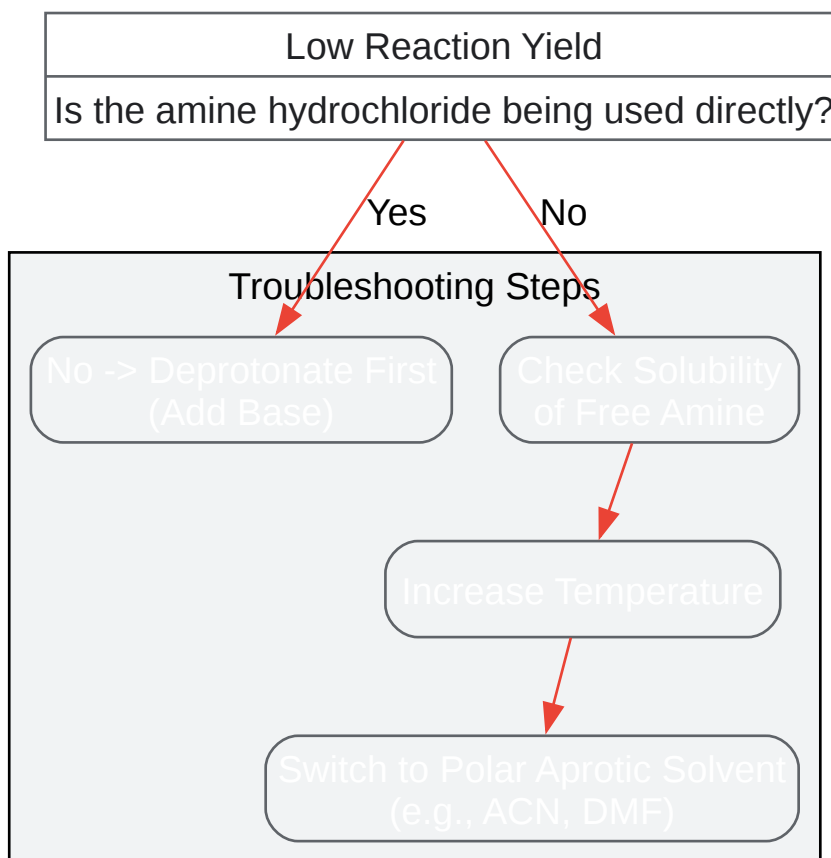 Low Reaction Yield
Is the amine hydrochloride being used directly?
Yes
No
Troubleshooting Steps
No -> Deprotonate First
(Add Base)
Check Solubility
of Free Amine
Increase Temperature
Switch to Polar Aprotic Solvent
(e.g., ACN, DMF)